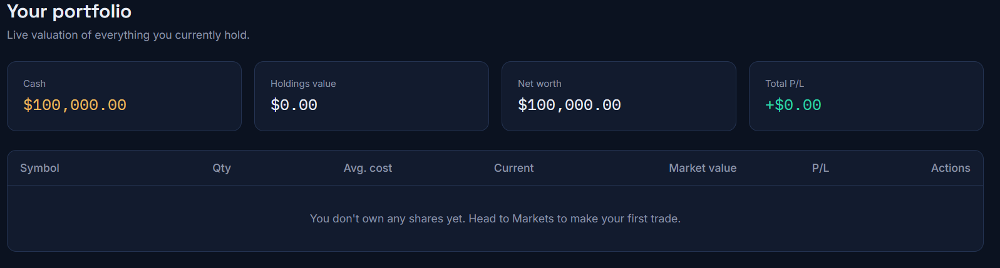 Your portfolio
Live valuation of everything you currently hold.
Cash
$100,000.00
Holdings value
$0.00
Net worth
$100,000.00
Total P/L
+$0.00
Symbol Qty Avg. cost Current Market value P/L Actions
You don't own any shares yet. Head to Markets to make your first trade.